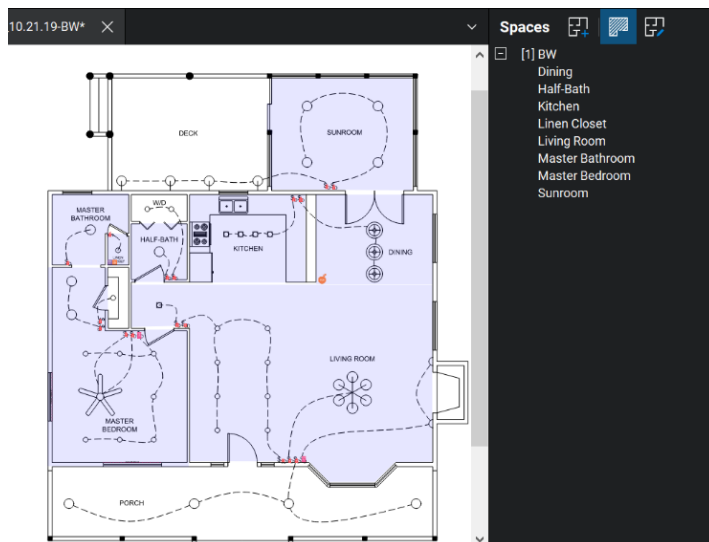 _10.21.19-BW*
Spaces
[1] BW
Dining
Half-Bath
Kitchen
Linen Closet
Living Room
Master Bathroom
Master Bedroom
Sunroom
DECK
SUNROOM
W/D
MASTER
BATHROOM
HALF-BATH
KITCHEN
DINING
LIVING ROOM
MASTER
BEDROOM
PORCH